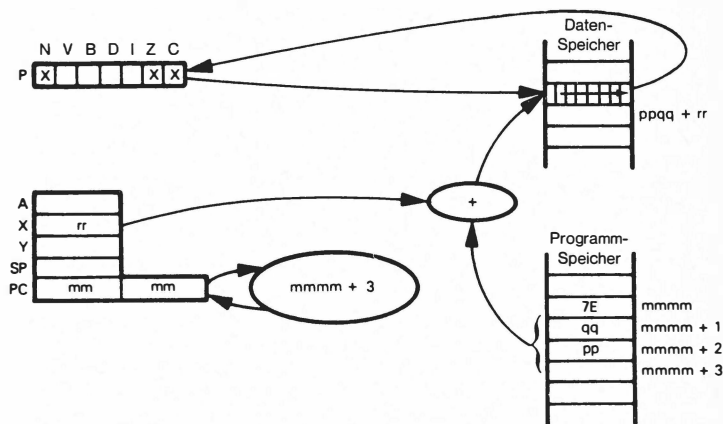 N V B D I Z C
P X X X
Daten-
Speicher
ppqq + rr
A
X rr
Y
SP
PC mm mm
+
mmmm + 3
Programm-
Speicher
7E mmmm
qq mmmm + 1
pp mmmm + 2
mmmm + 3